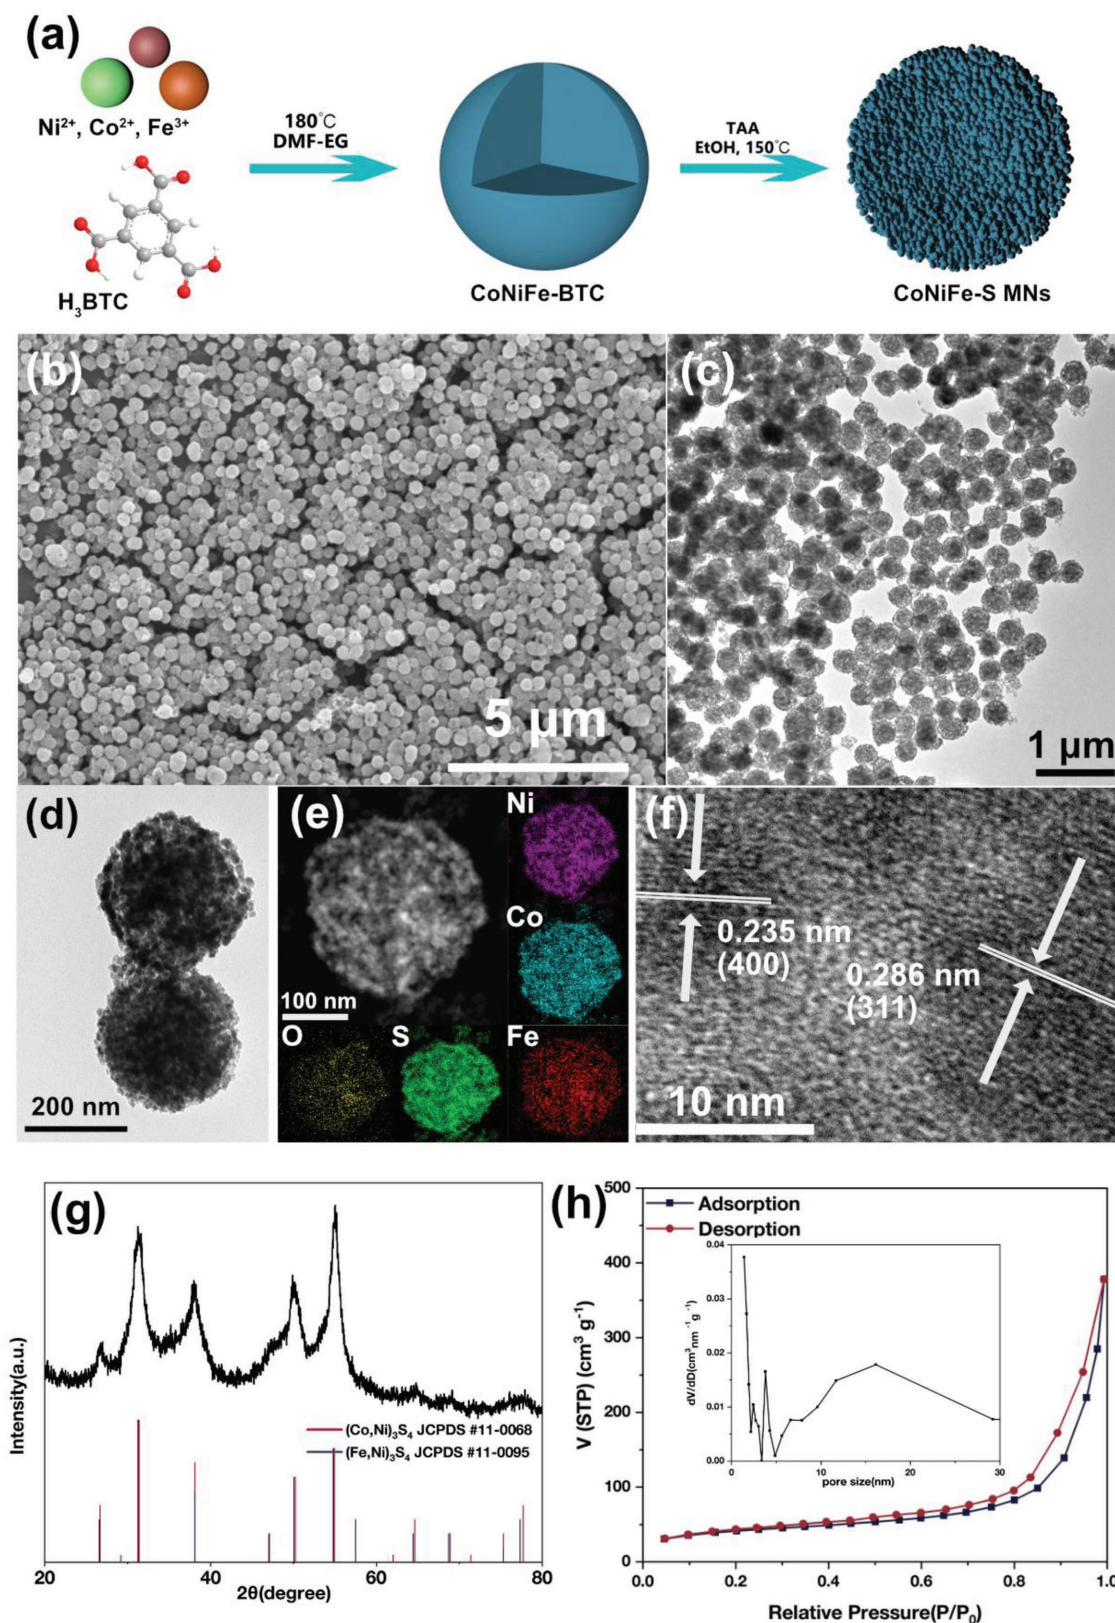 (a)
Ni²⁺, Co²⁺, Fe³⁺
H₃BTC
180℃
DMF-EG
CoNiFe-BTC
TAA
EtOH, 150℃
CoNiFe-S MNs
(b)
5 μm
(c)
1 μm
(d)
200 nm
(e)
100 nm
Ni
Co
O
S
Fe
(f)
0.235 nm
(400)
0.286 nm
(311)
10 nm
(g)
Intensity(a.u.)
(Co,Ni)₃S₄ JCPDS #11-0068
(Fe,Ni)₃S₄ JCPDS #11-0095
20
40
60
80
2θ(degree)
(h)
Adsorption
Desorption
V (STP) (cm³ g⁻¹)
500
400
300
200
100
0
0.0
0.2
0.4
0.6
0.8
1.0
Relative Pressure(P/P₀)
dV/dD(cm³nm⁻¹g⁻¹)
0.04
0.03
0.02
0.01
0.00
0
10
20
30
pore size(nm)